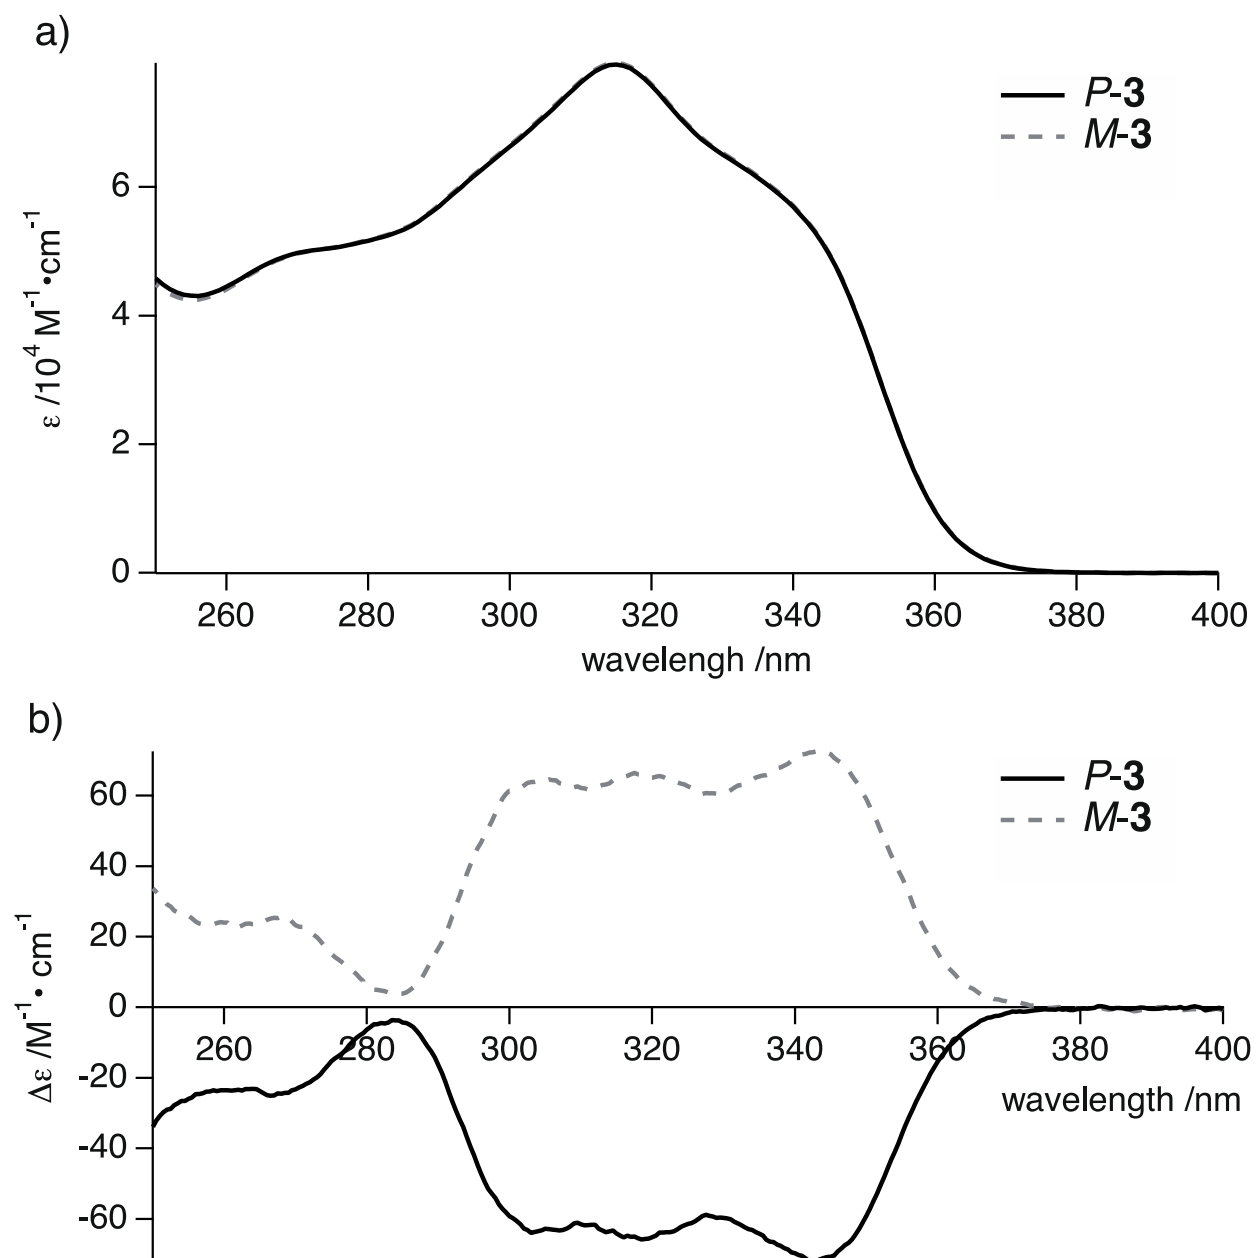 a)
P-3
M-3
6
4
2
0
ε /10⁴ M⁻¹•cm⁻¹
260 280 300 320 340 360 380 400
wavelengh /nm
b)
P-3
M-3
60
40
20
0
-20
-40
-60
Δε /M⁻¹• cm⁻¹
260 280 300 320 340 360 380 400
wavelength /nm